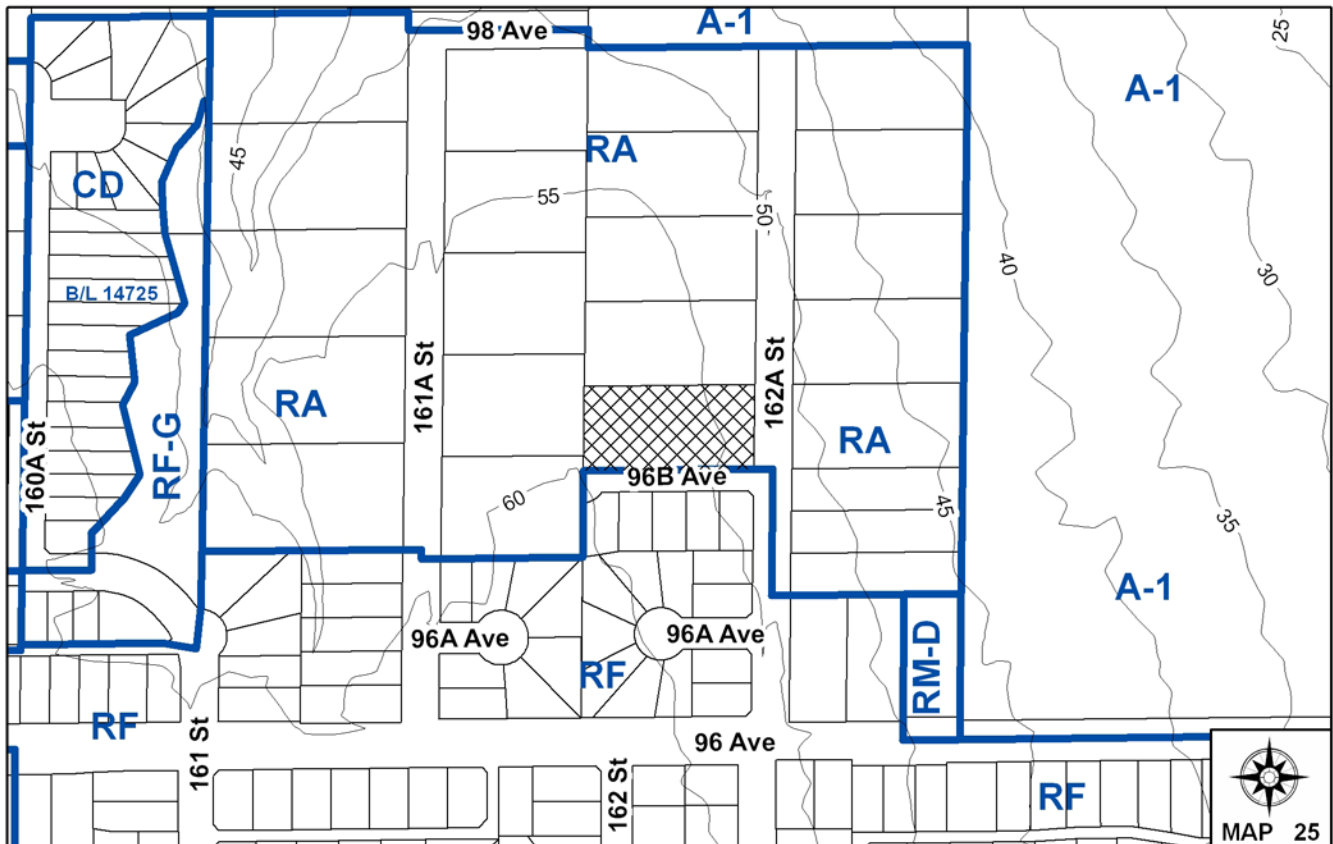 A-1
98 Ave
25
A-1
RA
45
CD
55
50
B/L 14725
40
30
161A St
162A St
RA
RA
RF-G
160A St
96B Ave
60
45
35
A-1
96A Ave
96A Ave
RM-D
RF
RF
161 St
96 Ave
162 St
RF
MAP 25